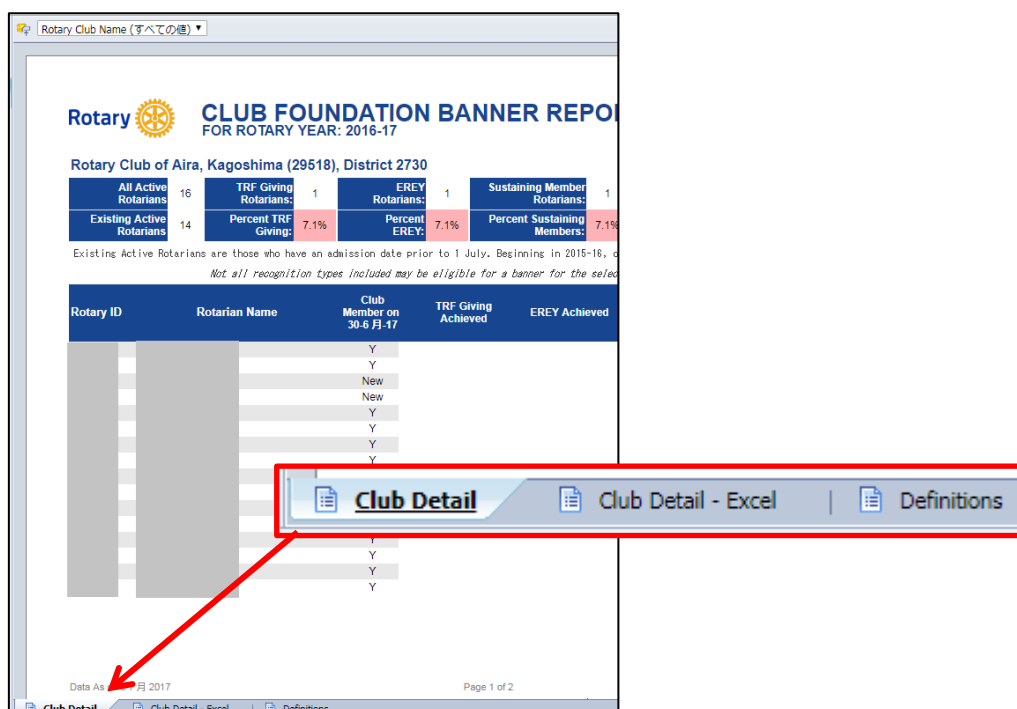 Rotary Club Name (すべての値) ▼
Rotary
CLUB FOUNDATION BANNER REPO
FOR ROTARY YEAR: 2016-17
Rotary Club of Aira, Kagoshima (29518), District 2730
All Active Rotarians 16 TRF Giving Rotarians: 1 EREY Rotarians: 1 Sustaining Member Rotarians: 1
Existing Active Rotarians 14 Percent TRF Giving: 7.1% Percent EREY: 7.1% Percent Sustaining Members: 7.1%
Existing Active Rotarians are those who have an admission date prior to 1 July. Beginning in 2015-16, c
Not all recognition types included may be eligible for a banner for the selec
Rotary ID Rotarian Name Club Member on 30-6 月-17 TRF Giving Achieved EREY Achieved
Y
Y
New
New
Y
Y
Y
Y
Club Detail Club Detail - Excel | Definitions
Y
Y
Y
Y
Data As 月 2017 Page 1 of 2
Club Detail Club Detail - Excel | Definitions